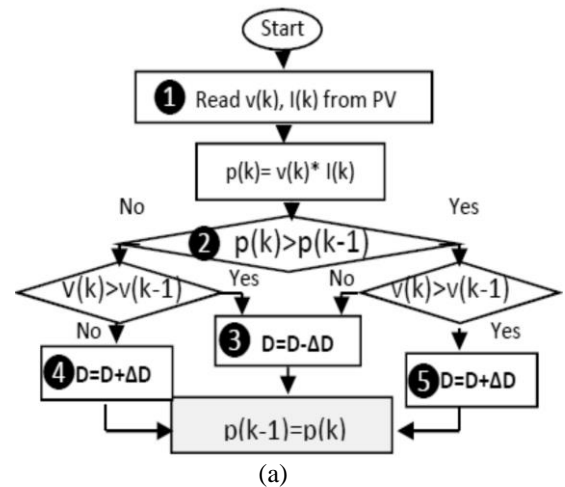 Start
1 Read v(k), I(k) from PV
p(k)= v(k)* I(k)
No
Yes
2 p(k)>p(k-1)
v(k)>v(k-1)
Yes
No
v(k)>v(k-1)
No
3 D=D-ΔD
Yes
4 D=D+ΔD
5 D=D+ΔD
p(k-1)=p(k)
(a)